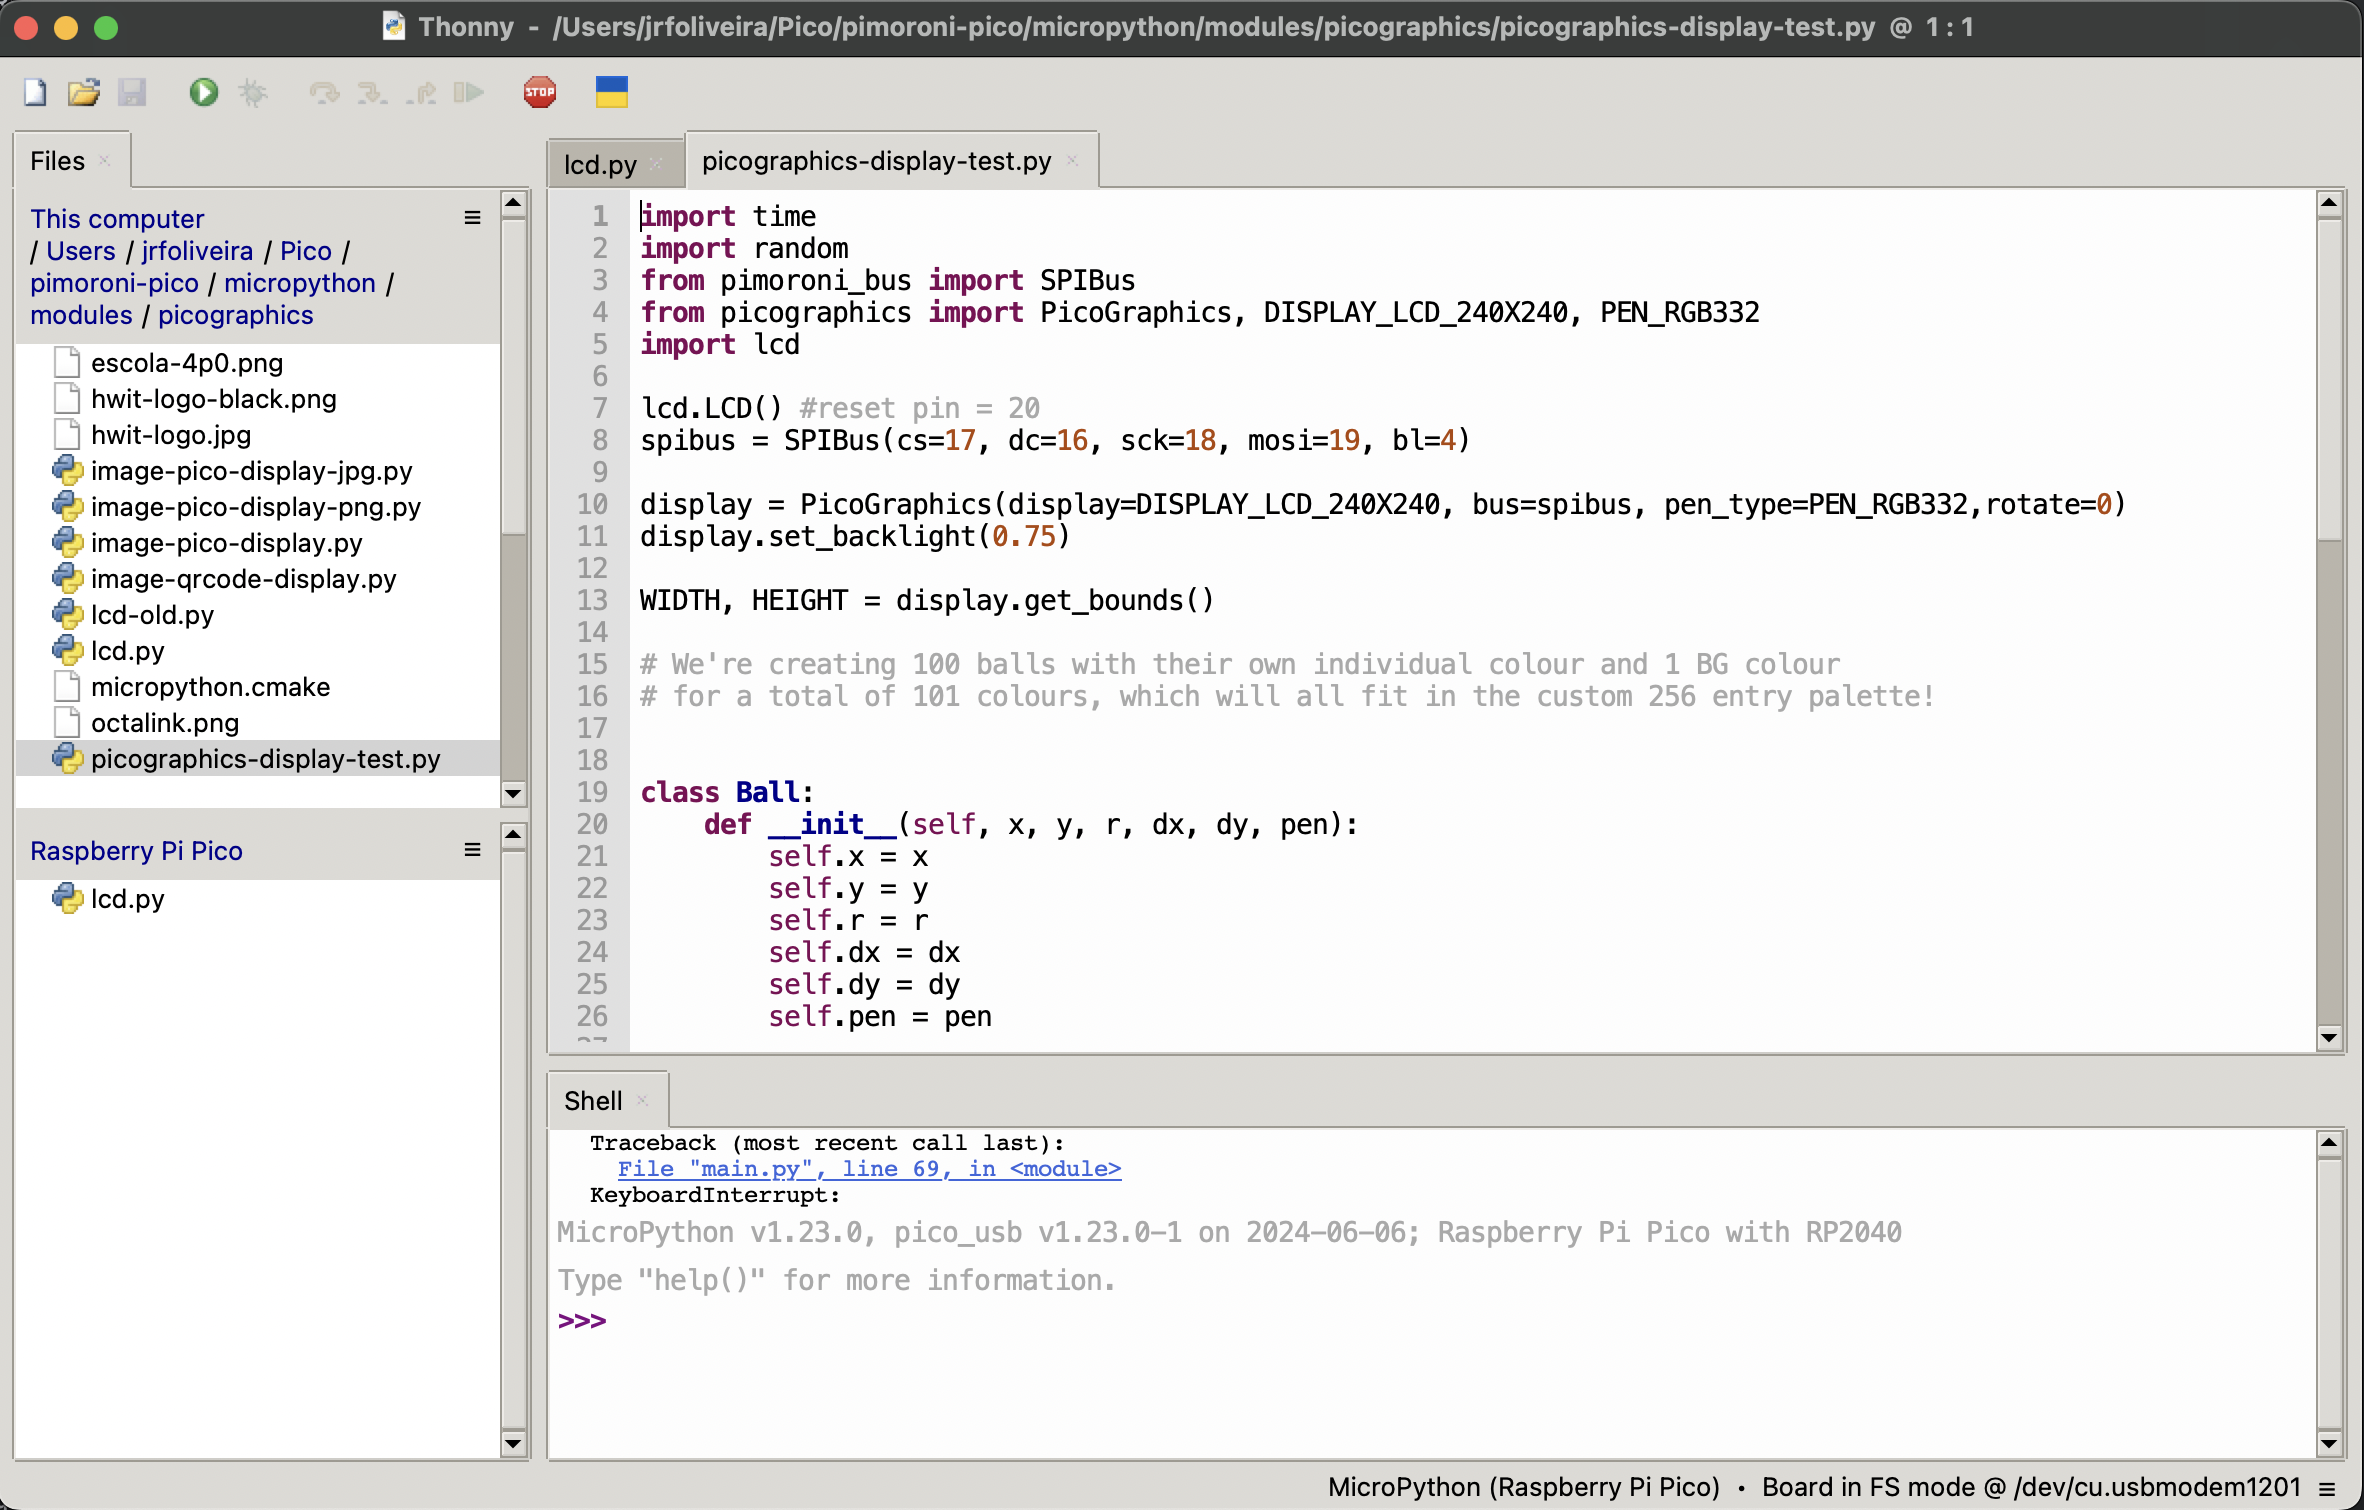 Thonny - /Users/jrfoliveira/Pico/pimoroni-pico/micropython/modules/picographics/picographics-display-test.py @ 1:1
STOP
Files
This computer
/ Users / jrfoliveira / Pico /
pimoroni-pico / micropython /
modules / picographics
escola-4p0.png
hwit-logo-black.png
hwit-logo.jpg
image-pico-display-jpg.py
image-pico-display-png.py
image-pico-display.py
image-qrcode-display.py
lcd-old.py
lcd.py
micropython.cmake
octalink.png
picographics-display-test.py
Raspberry Pi Pico
lcd.py
lcd.py
picographics-display-test.py
1 import time
2 import random
3 from pimoroni_bus import SPIBus
4 from picographics import PicoGraphics, DISPLAY_LCD_240X240, PEN_RGB332
5 import lcd
6
7 lcd.LCD() #reset pin = 20
8 spibus = SPIBus(cs=17, dc=16, sck=18, mosi=19, bl=4)
9
10 display = PicoGraphics(display=DISPLAY_LCD_240X240, bus=spibus, pen_type=PEN_RGB332,rotate=0)
11 display.set_backlight(0.75)
12
13 WIDTH, HEIGHT = display.get_bounds()
14
15 # We're creating 100 balls with their own individual colour and 1 BG colour
16 # for a total of 101 colours, which will all fit in the custom 256 entry palette!
17
18
19 class Ball:
20     def __init__(self, x, y, r, dx, dy, pen):
21         self.x = x
22         self.y = y
23         self.r = r
24         self.dx = dx
25         self.dy = dy
26         self.pen = pen
27
Shell
Traceback (most recent call last):
File "main.py", line 69, in <module>
KeyboardInterrupt:
MicroPython v1.23.0, pico_usb v1.23.0-1 on 2024-06-06; Raspberry Pi Pico with RP2040
Type "help()" for more information.
>>>
MicroPython (Raspberry Pi Pico) • Board in FS mode @ /dev/cu.usbmodem1201 ≡